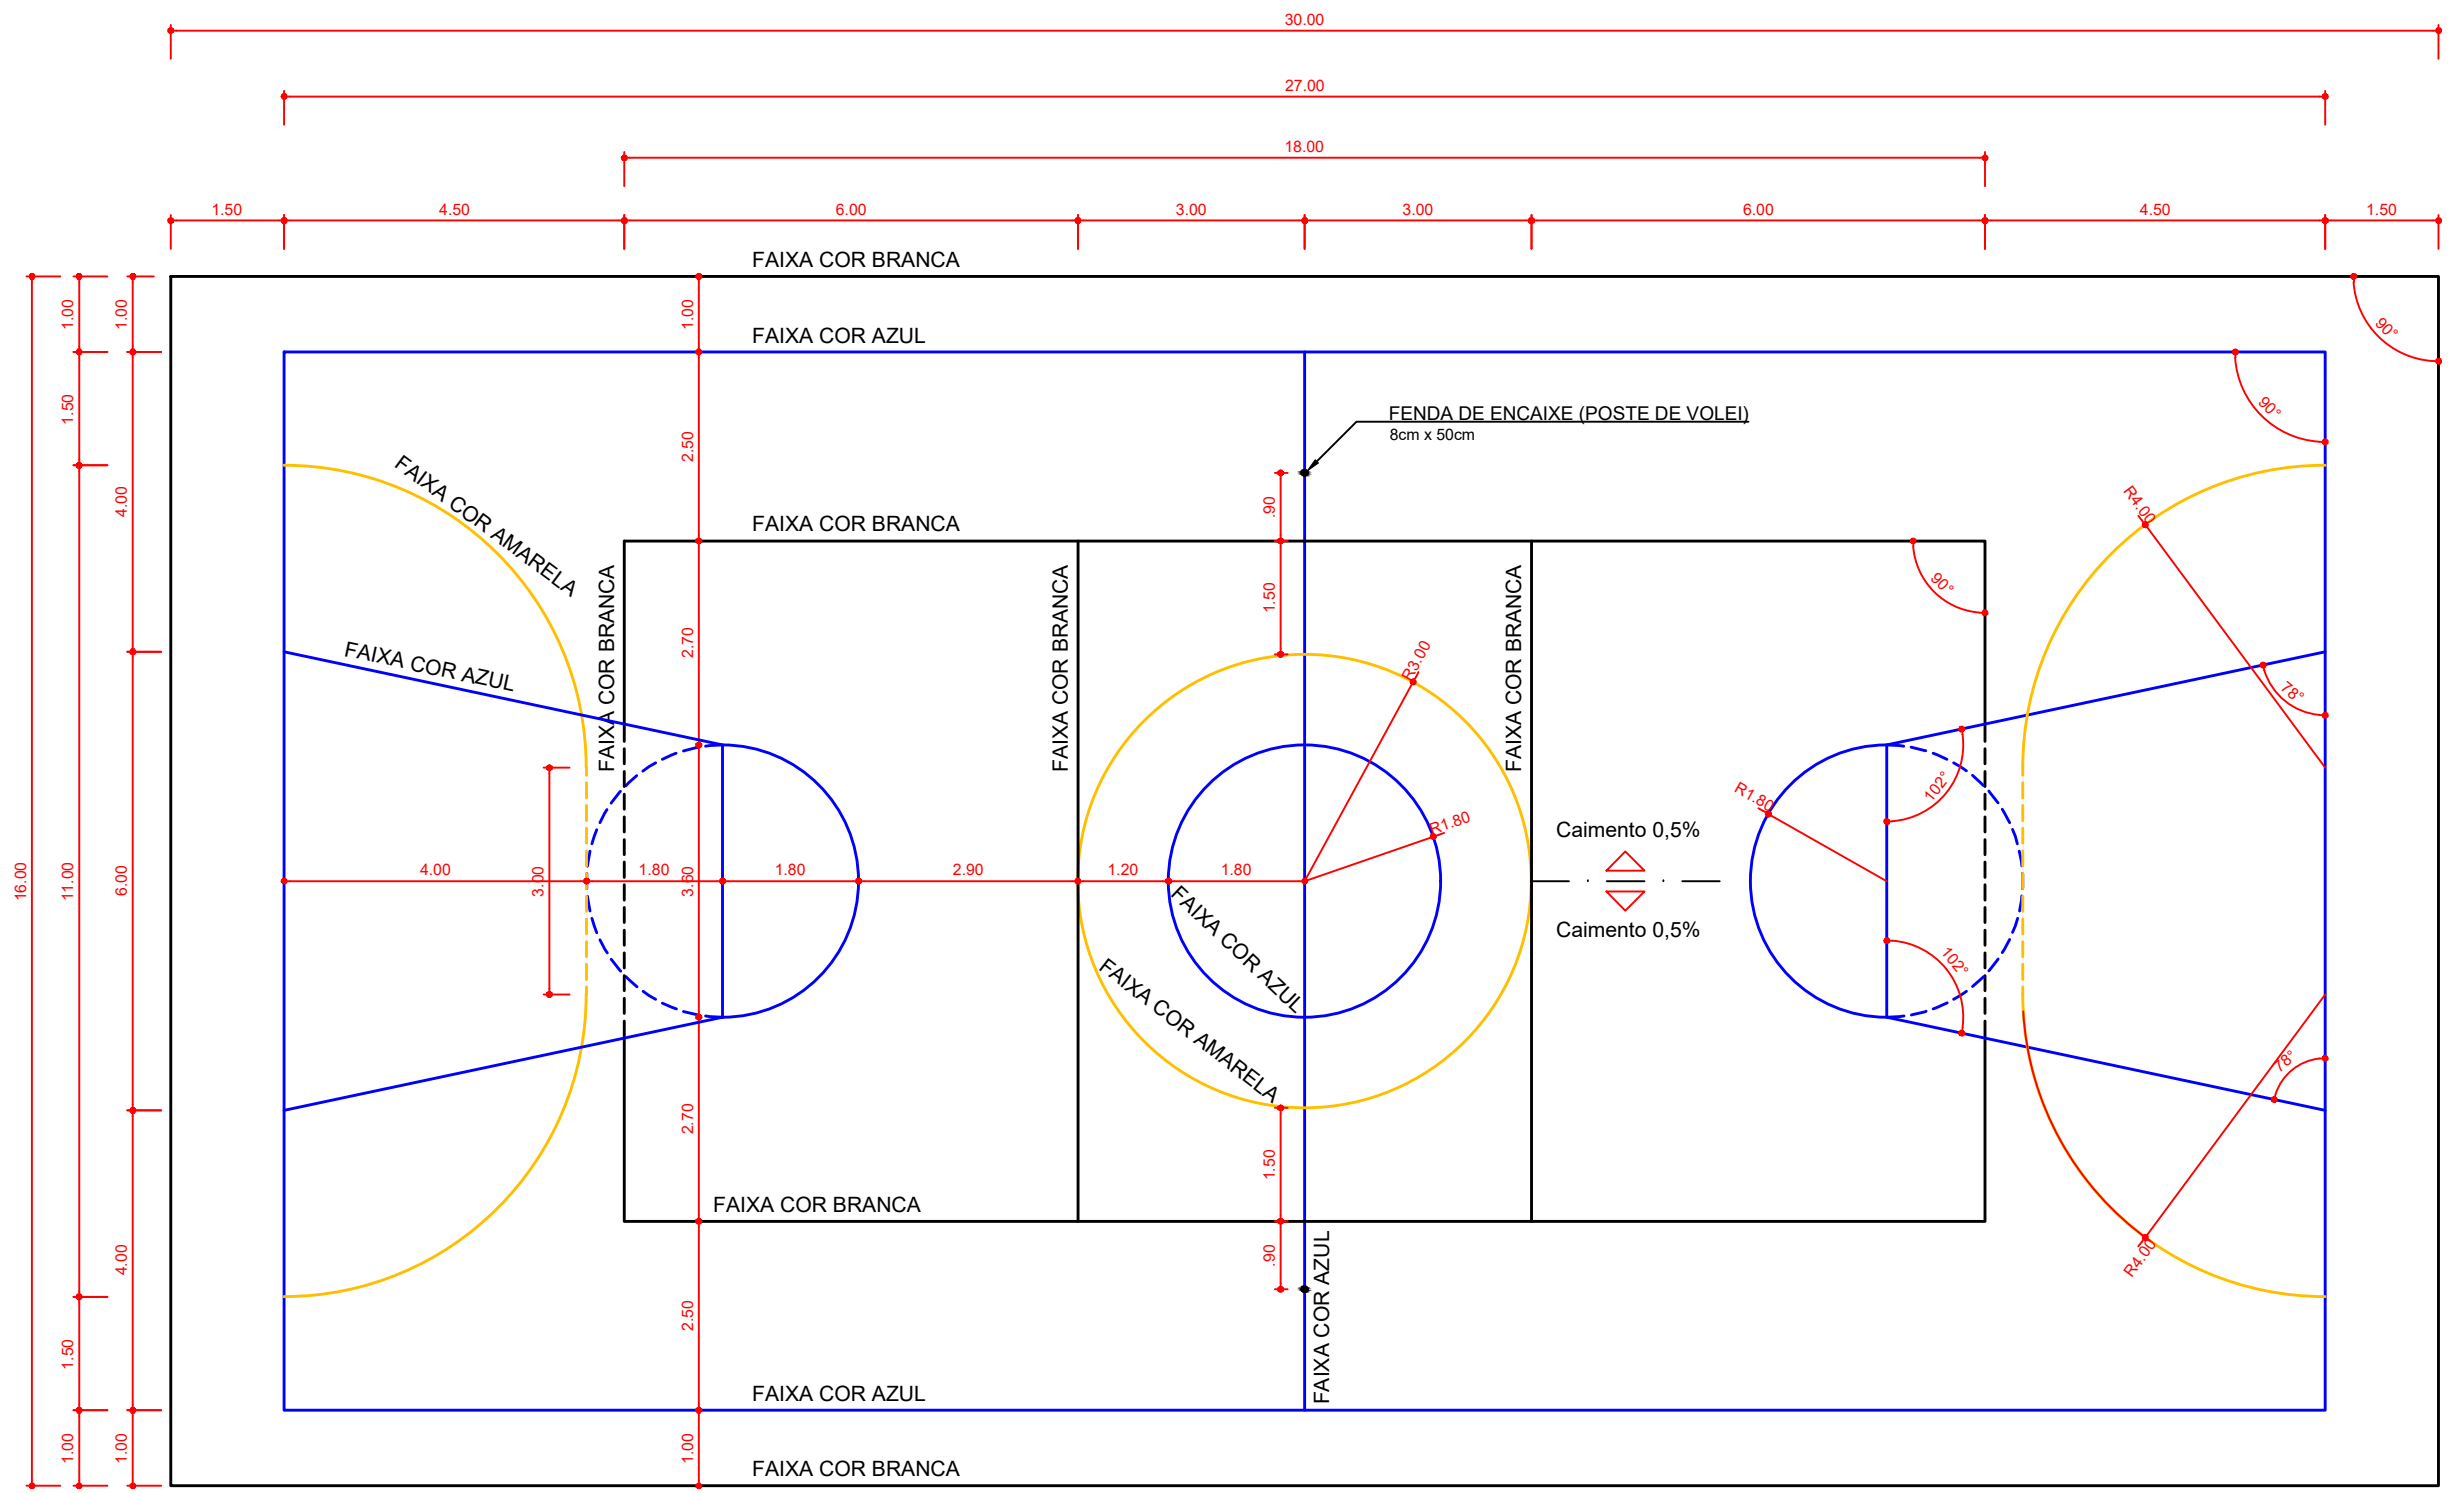 30.00
27.00
18.00
1.50
4.50
6.00
3.00
3.00
6.00
4.50
1.50
FAIXA COR BRANCA
1.00
1.00
1.00
90°
FAIXA COR AZUL
1.50
2.50
90°
FENDA DE ENCAIXE (POSTE DE VOLEI)
8cm x 50cm
FAIXA COR AMARELA
4.00
.90
R4.00
FAIXA COR BRANCA
FAIXA COR BRANCA
FAIXA COR BRANCA
FAIXA COR BRANCA
1.50
90°
2.70
FAIXA COR AZUL
R3.00
78°
102°
R1.80
R1.80
Caimento 0,5%
16.00
11.00
6.00
4.00
3.00
1.80
3.60
1.80
2.90
1.20
1.80
FAIXA COR AZUL
Caimento 0,5%
102°
FAIXA COR AMARELA
78°
2.70
1.50
FAIXA COR BRANCA
4.00
.90
R4.00
FAIXA COR AZUL
1.50
2.50
FAIXA COR AZUL
1.00
1.00
1.00
FAIXA COR BRANCA